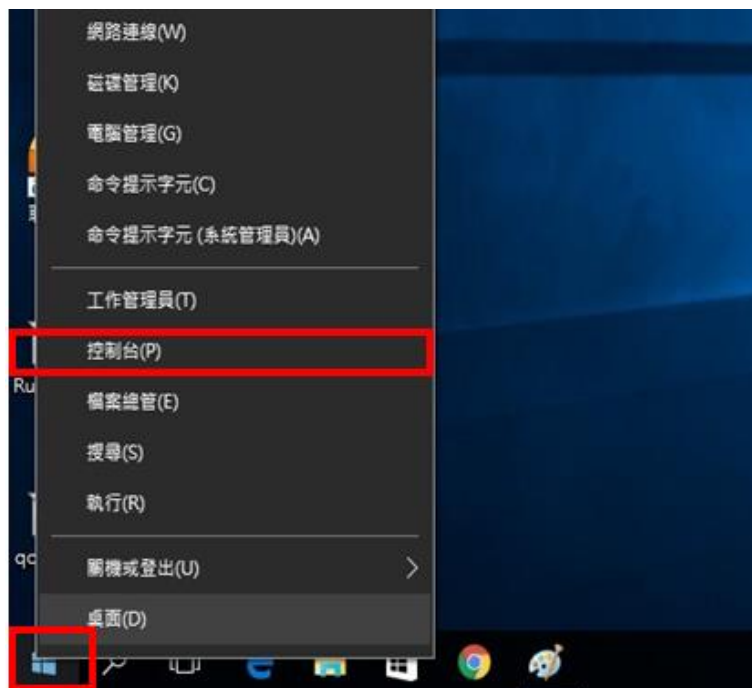 網路連線(W)
磁碟管理(K)
電腦管理(G)
命令提示字元(C)
命令提示字元 (系統管理員)(A)
工作管理員(T)
控制台(P)
Ru
檔案總管(E)
搜尋(S)
執行(R)
qc
關機或登出(U)
桌面(D)